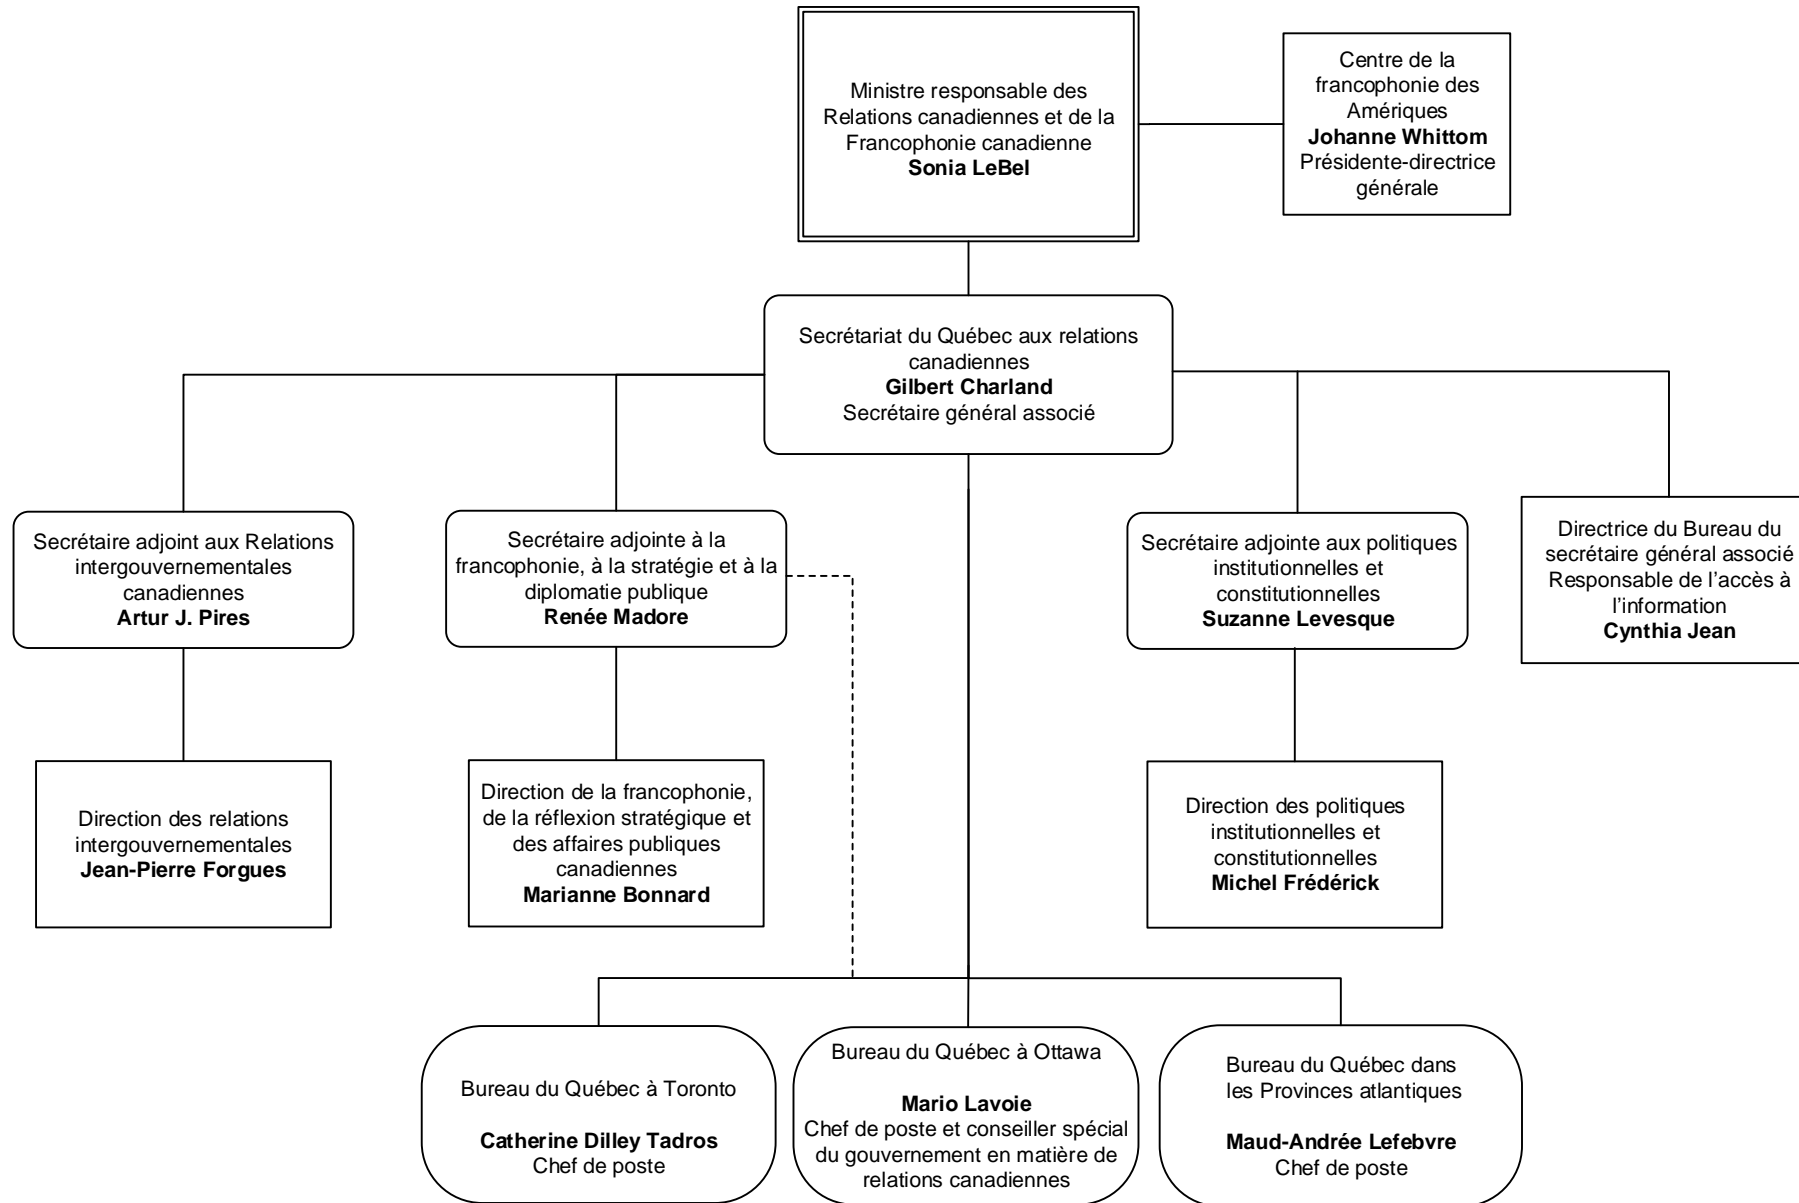 Ministre responsable des
Relations canadiennes et de la
Francophonie canadienne
Sonia LeBel
Centre de la
francophonie des
Amériques
Johanne Whittom
Présidente-directrice
générale
Secrétariat du Québec aux relations
canadiennes
Gilbert Charland
Secrétaire général associé
Secrétaire adjoint aux Relations
intergouvernementales
canadiennes
Artur J. Pires
Secrétaire adjointe à la
francophonie, à la stratégie et à la
diplomatie publique
Renée Madore
Secrétaire adjointe aux politiques
institutionnelles et
constitutionnelles
Suzanne Levesque
Directrice du Bureau du
secrétaire général associé
Responsable de l’accès à
l’information
Cynthia Jean
Direction des relations
intergouvernementales
Jean-Pierre Forgues
Direction de la francophonie,
de la réflexion stratégique et
des affaires publiques
canadiennes
Marianne Bonnard
Direction des politiques
institutionnelles et
constitutionnelles
Michel Frédérick
Bureau du Québec à Toronto
Catherine Dilley Tadros
Chef de poste
Bureau du Québec à Ottawa
Mario Lavoie
Chef de poste et conseiller spécial
du gouvernement en matière de
relations canadiennes
Bureau du Québec dans
les Provinces atlantiques
Maud-Andrée Lefebvre
Chef de poste